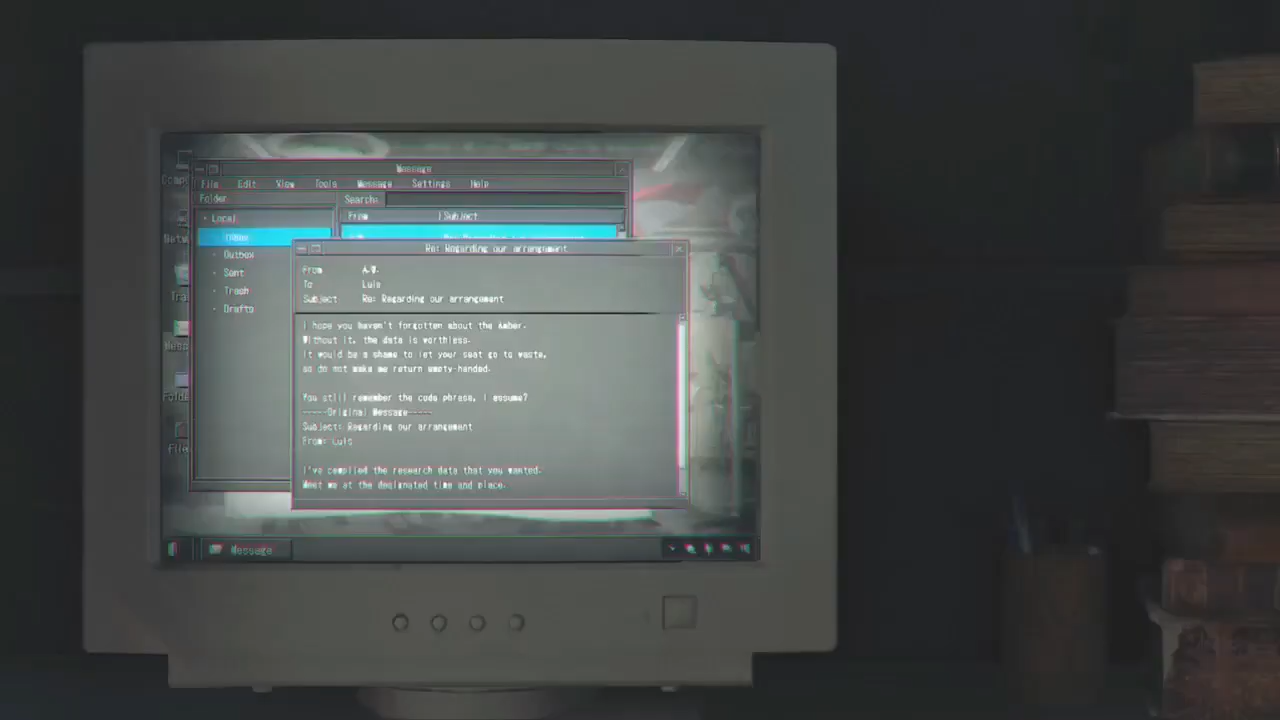 Message
File Edit View Tools Message Settings Help
Folder
Search:
From Subject
Local
Inbox
Outbox
Sent
Trash
Drafts
Re: Regarding our arrangement
From A.W.
To Luis
Subject Re: Regarding our arrangement
I hope you haven't forgotten about the Amber.
Without it, the data is worthless.
It would be a shame to let your seat go to waste,
so do not make me return empty-handed.
You still remember the code phrase, I assume?
-----Original Message-----
Subject: Regarding our arrangement
From: Luis
I've compiled the research data that you wanted.
Meet me at the designated time and place.
Message